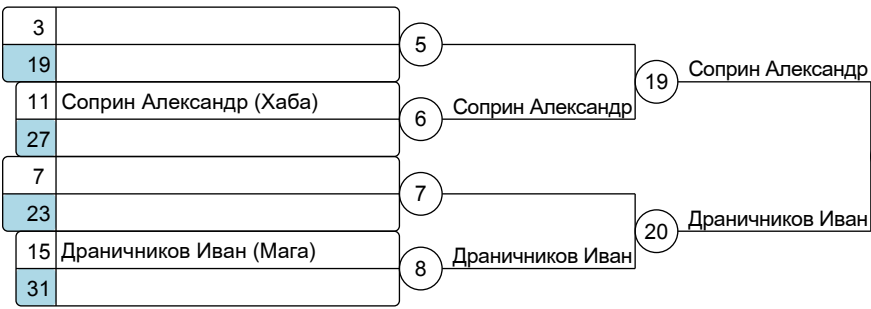 3
5
19
Соприн Александр
19
11 Соприн Александр (Хаба)
6
Соприн Александр
27
7
7
23
Драничников Иван
20
15 Драничников Иван (Мага)
8
Драничников Иван
31